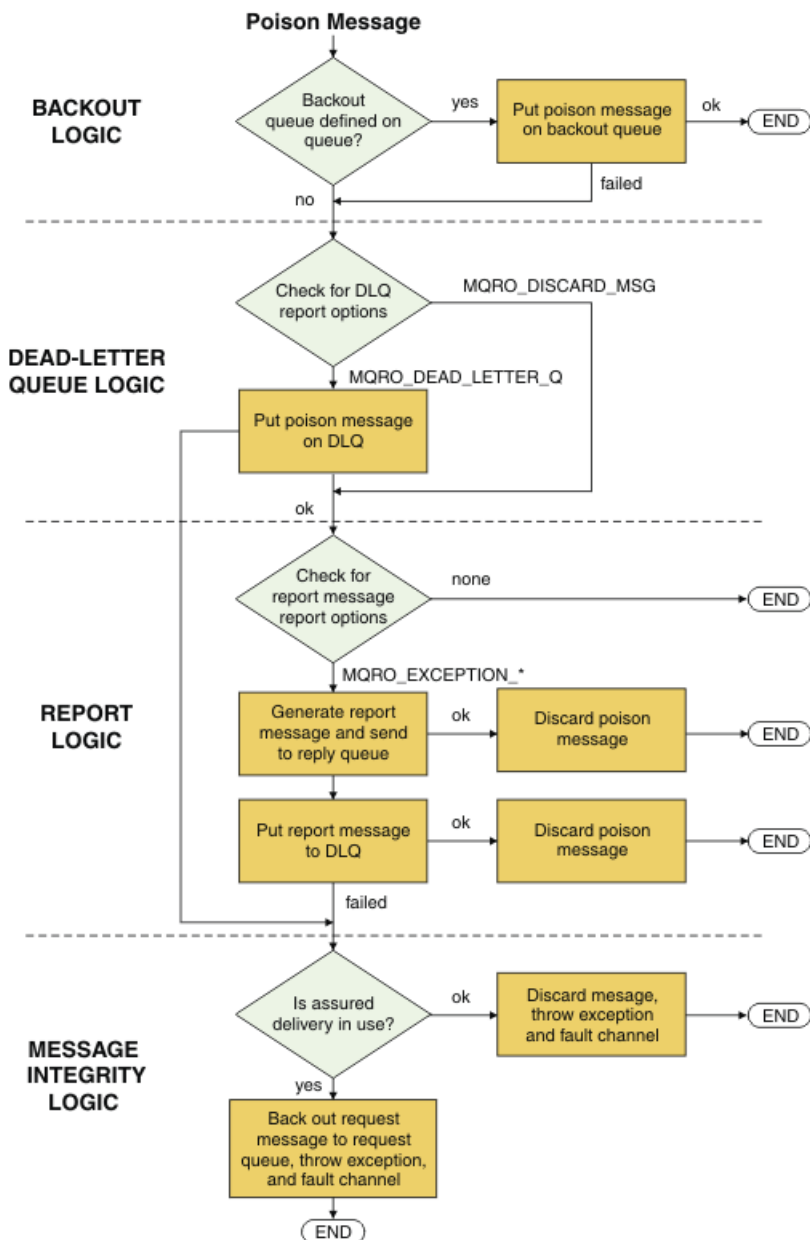 Poison Message
BACKOUT
LOGIC
Backout
queue defined on
queue?
yes
Put poison message
on backout queue
ok
END
failed
no
DEAD-LETTER
QUEUE LOGIC
Check for DLQ
report options
MQRO_DISCARD_MSG
MQRO_DEAD_LETTER_Q
Put poison message
on DLQ
ok
REPORT
LOGIC
Check for
report message
report options
none
END
MQRO_EXCEPTION_*
Generate report
message and send
to reply queue
ok
Discard poison
message
END
Put report message
to DLQ
ok
Discard poison
message
END
failed
MESSAGE
INTEGRITY
LOGIC
Is assured
delivery in use?
ok
Discard mesage,
throw exception
and fault channel
END
yes
Back out request
message to request
queue, throw exception,
and fault channel
END